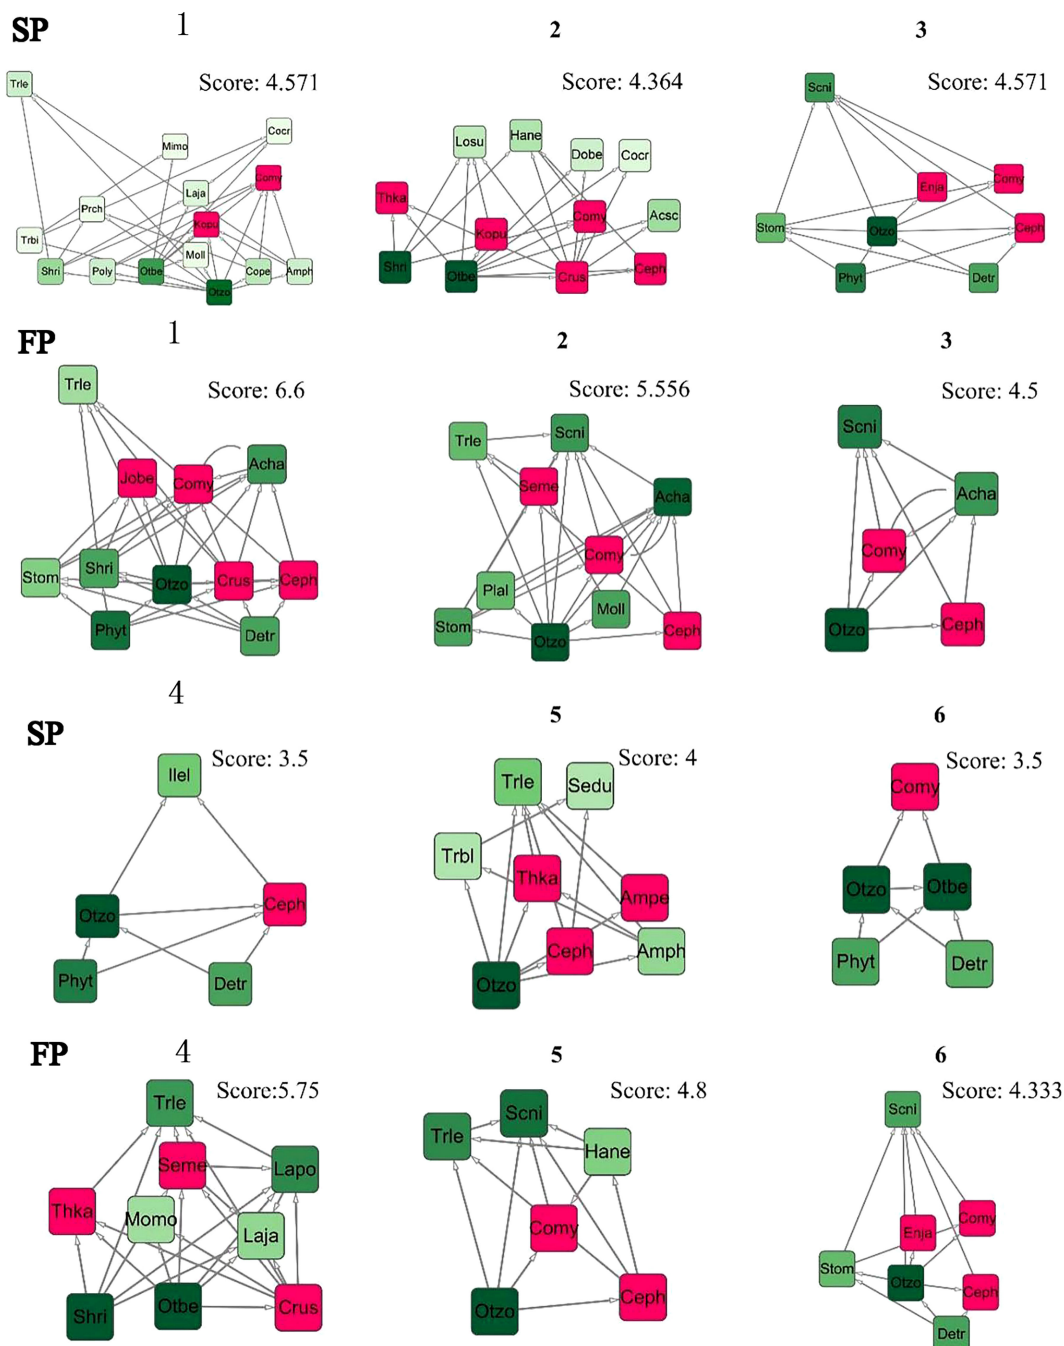 SP 1 2 3
Score: 4.571 Score: 4.364 Score: 4.571
Trle
Mimo
Cocr
Comy
Laja
Prch
Kopu
Trbi
Moll
Shri
Poly
Otbe
Cope
Amph
Otzo
Losu
Hane
Dobe
Cocr
Thka
Comy
Acsc
Kopu
Shri
Otbe
Crus
Ceph
Scni
Enja
Comy
Stom
Otzo
Ceph
Phyt
Detr
FP 1 2 3
Score: 6.6 Score: 5.556 Score: 4.5
Trle
Jobe
Comy
Acha
Stom
Shri
Otzo
Crus
Ceph
Phyt
Detr
Trle
Scni
Seme
Acha
Comy
Plal
Moll
Stom
Otzo
Ceph
Scni
Acha
Comy
Otzo
Ceph
SP 4 5 6
Score: 3.5 Score: 4 Score: 3.5
Ilel
Otzo
Ceph
Phyt
Detr
Trle
Sedu
Trbl
Thka
Ampe
Ceph
Amph
Otzo
Comy
Otzo
Otbe
Phyt
Detr
FP 4 5 6
Score:5.75 Score: 4.8 Score: 4.333
Trle
Seme
Lapo
Thka
Momo
Laja
Shri
Otbe
Crus
Scni
Trle
Hane
Comy
Otzo
Ceph
Scni
Enja
Comy
Stom
Otzo
Ceph
Detr